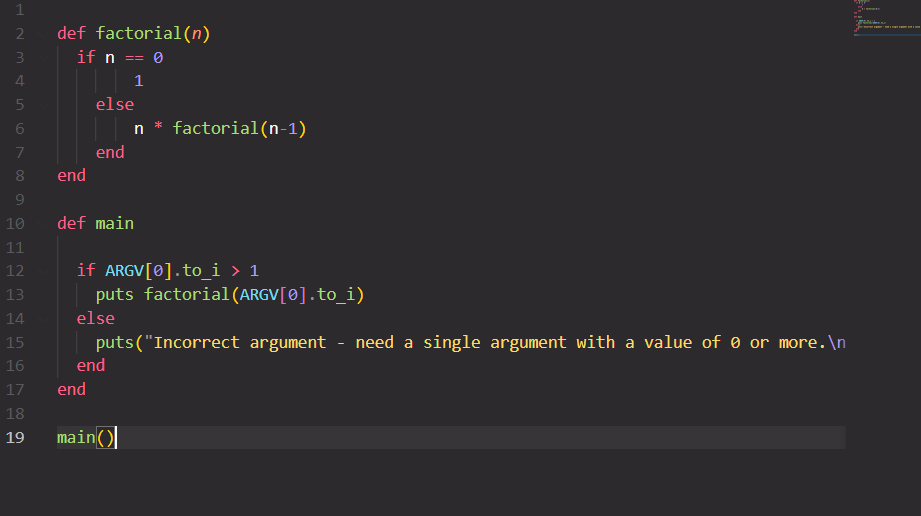 1
2 def factorial(n)
3 if n == 0
4 1
5 else
6 n * factorial(n-1)
7 end
8 end
9
10 def main
11
12 if ARGV[0].to_i > 1
13 puts factorial(ARGV[0].to_i)
14 else
15 puts("Incorrect argument - need a single argument with a value of 0 or more.\n
16 end
17 end
18
19 main()